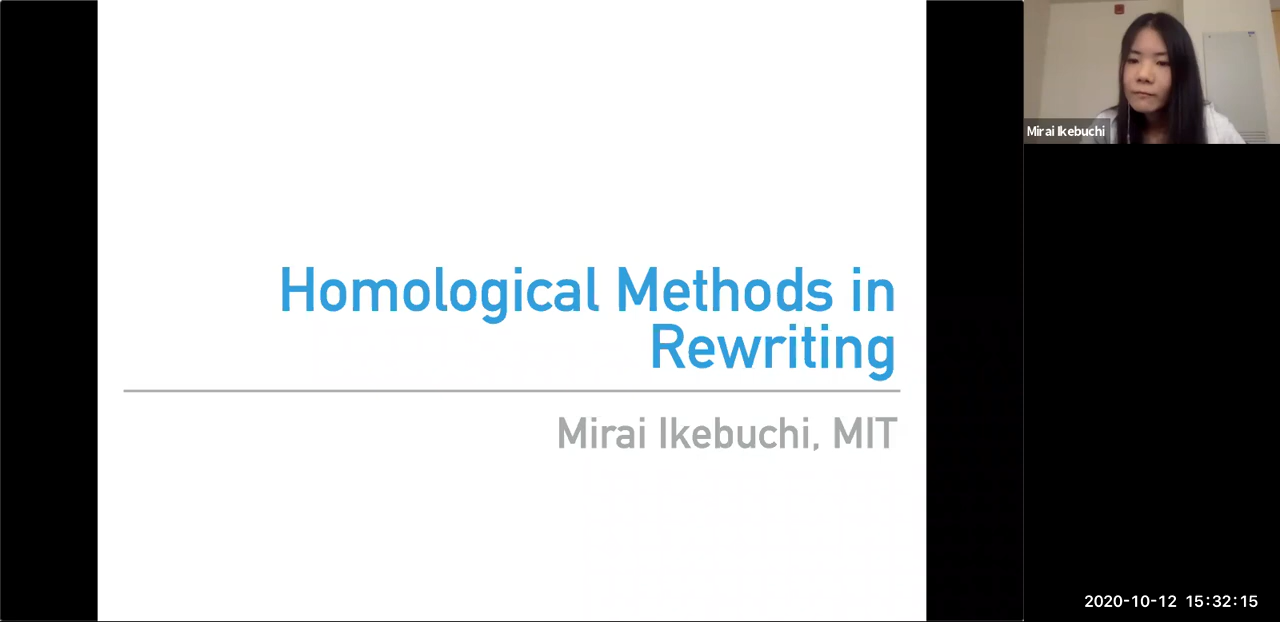 Homological Methods in
Rewriting
Mirai Ikebuchi, MIT
Mirai Ikebuchi
2020-10-12 15:32:15